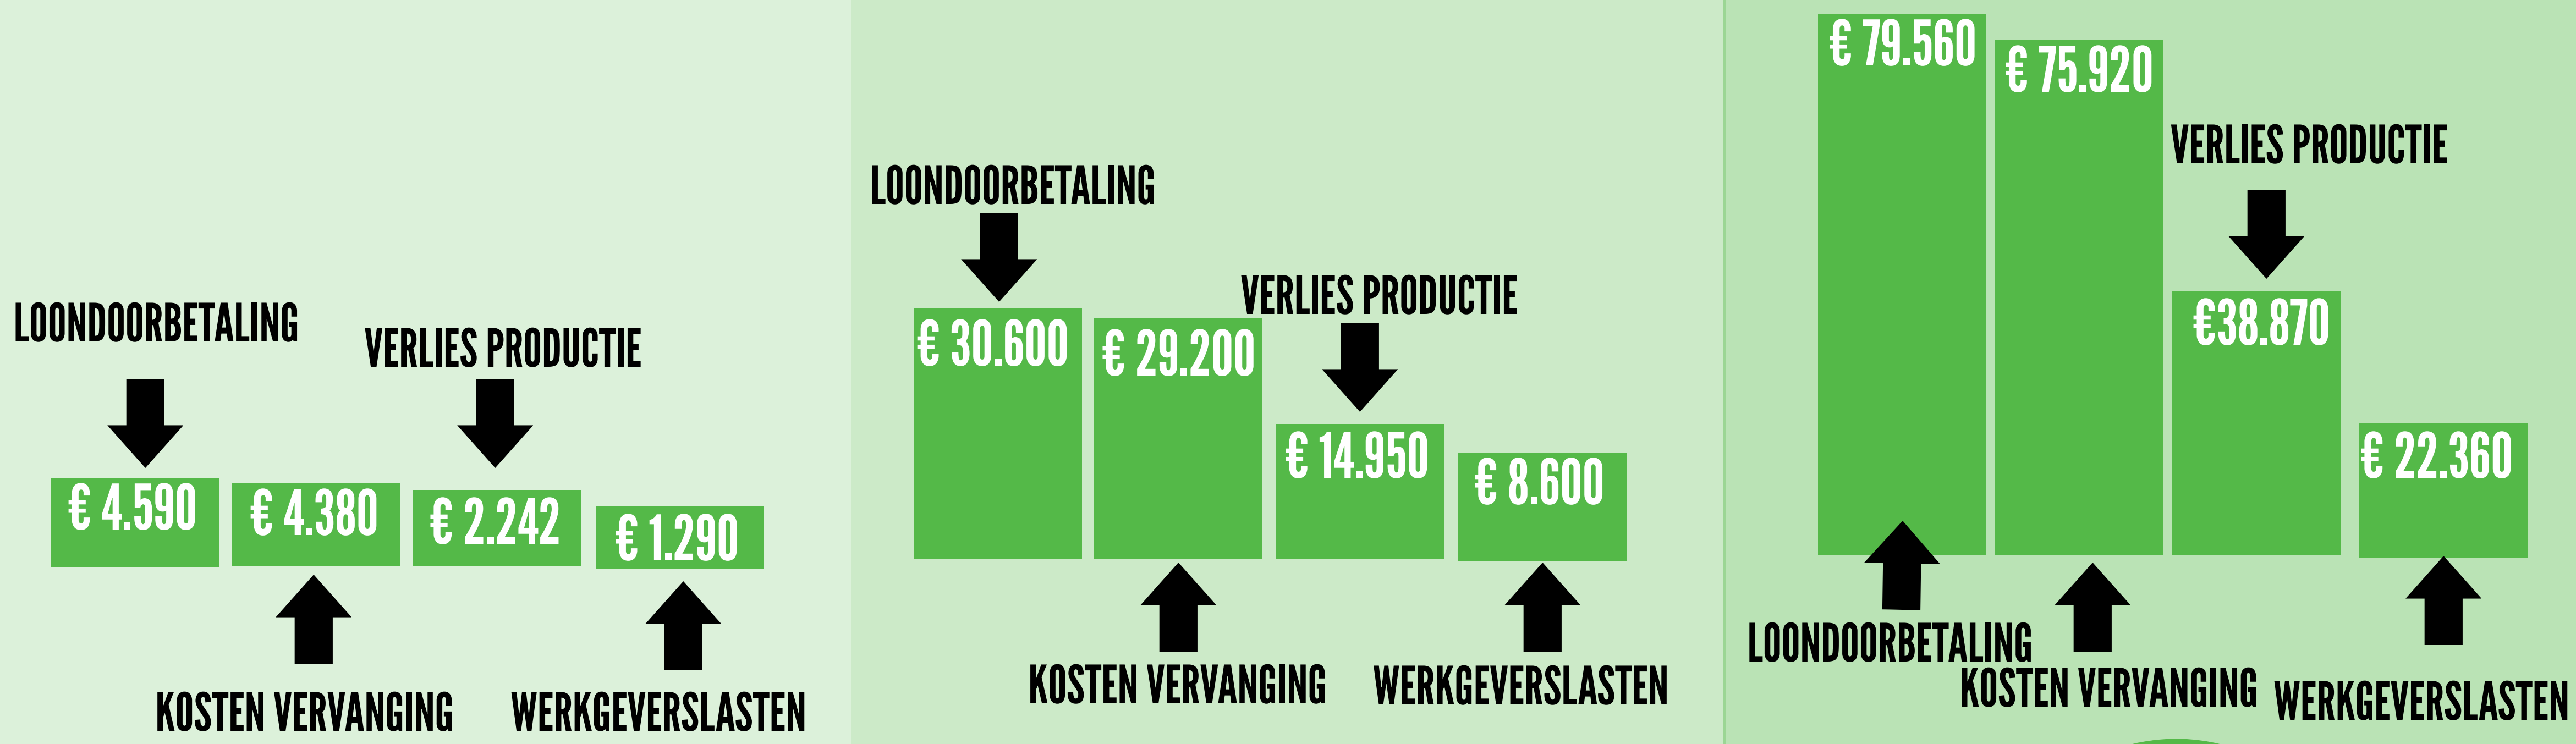 LOONDOORBETALING
VERLIES PRODUCTIE
€ 4.590
€ 4.380
€ 2.242
€ 1.290
KOSTEN VERVANGING
WERKGEVERSLASTEN
LOONDOORBETALING
VERLIES PRODUCTIE
€ 30.600
€ 29.200
€ 14.950
€ 8.600
KOSTEN VERVANGING
WERKGEVERSLASTEN
€ 79.560
€ 75.920
VERLIES PRODUCTIE
€38.870
€ 22.360
LOONDOORBETALING
KOSTEN VERVANGING
WERKGEVERSLASTEN